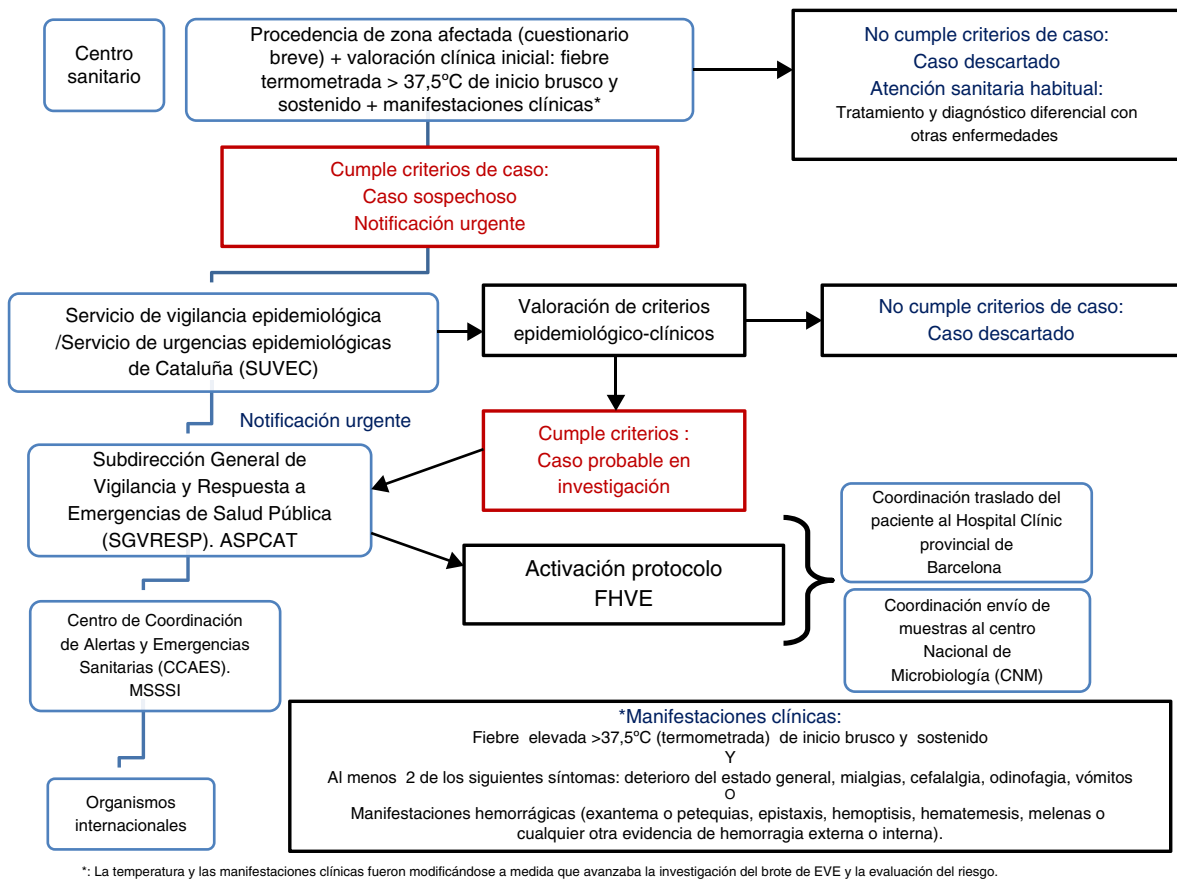 Centro
sanitario
Procedencia de zona afectada (cuestionario
breve) + valoración clínica inicial: fiebre
termometrada > 37,5ºC de inicio brusco y
sostenido + manifestaciones clínicas*
No cumple criterios de caso:
Caso descartado
Atención sanitaria habitual:
Tratamiento y diagnóstico diferencial con
otras enfermedades
Cumple criterios de caso:
Caso sospechoso
Notificación urgente
Servicio de vigilancia epidemiológica
/Servicio de urgencias epidemiológicas
de Cataluña (SUVEC)
Valoración de criterios
epidemiológico-clínicos
No cumple criterios de caso:
Caso descartado
Notificación urgente
Cumple criterios :
Caso probable en
investigación
Subdirección General de
Vigilancia y Respuesta a
Emergencias de Salud Pública
(SGVRESP). ASPCAT
Activación protocolo
FHVE
Coordinación traslado del
paciente al Hospital Clínic
provincial de
Barcelona
Coordinación envío de
muestras al centro
Nacional de
Microbiología (CNM)
Centro de Coordinación
de Alertas y Emergencias
Sanitarias (CCAES).
MSSSI
Organismos
internacionales
*Manifestaciones clínicas:
Fiebre elevada >37,5ºC (termometrada) de inicio brusco y sostenido
Y
Al menos 2 de los siguientes síntomas: deterioro del estado general, mialgias, cefalalgia, odinofagia, vómitos
O
Manifestaciones hemorrágicas (exantema o petequias, epistaxis, hemoptisis, hematemesis, melenas o
cualquier otra evidencia de hemorragia externa o interna).
*: La temperatura y las manifestaciones clínicas fueron modificándose a medida que avanzaba la investigación del brote de EVE y la evaluación del riesgo.